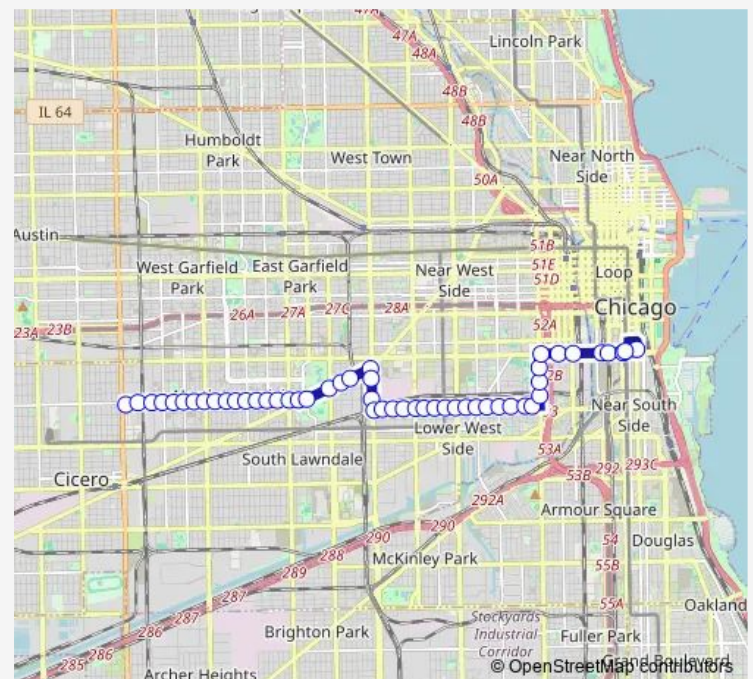 47A
47A
48A
Lincoln Park
48B
IL 64
48B
Humboldt
Park
West Town
Near North
Side
50A
Austin
51B
51E
51D
West Garfield
Park
East Garfield
Park
Near West
Side
Loop
Chicago
26A
27A
27C
28A
23A
23B
52A
Near South
Side
Lower West
Side
53A
South Lawndale
53B
292
293C
Cicero
292A
Armour Square
290
290
54
Douglas
288
289
McKinley Park
55B
287
287
55A
Oakland
286
286
285
Brighton Park
Stockyards
Industrial
Corridor
Fuller Park
Grand Boulevard
Archer Heights
© OpenStreetMap contributors